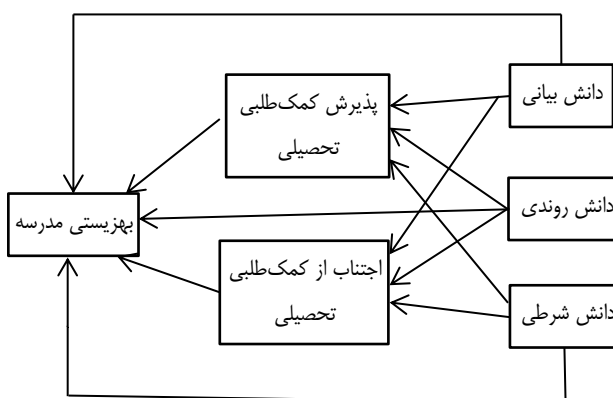 دانش بیانی
پذیرش کمک‌طلبی
تحصیلی
دانش روندی
بهزیستی مدرسه
اجتناب از کمک‌طلبی
تحصیلی
دانش شرطی